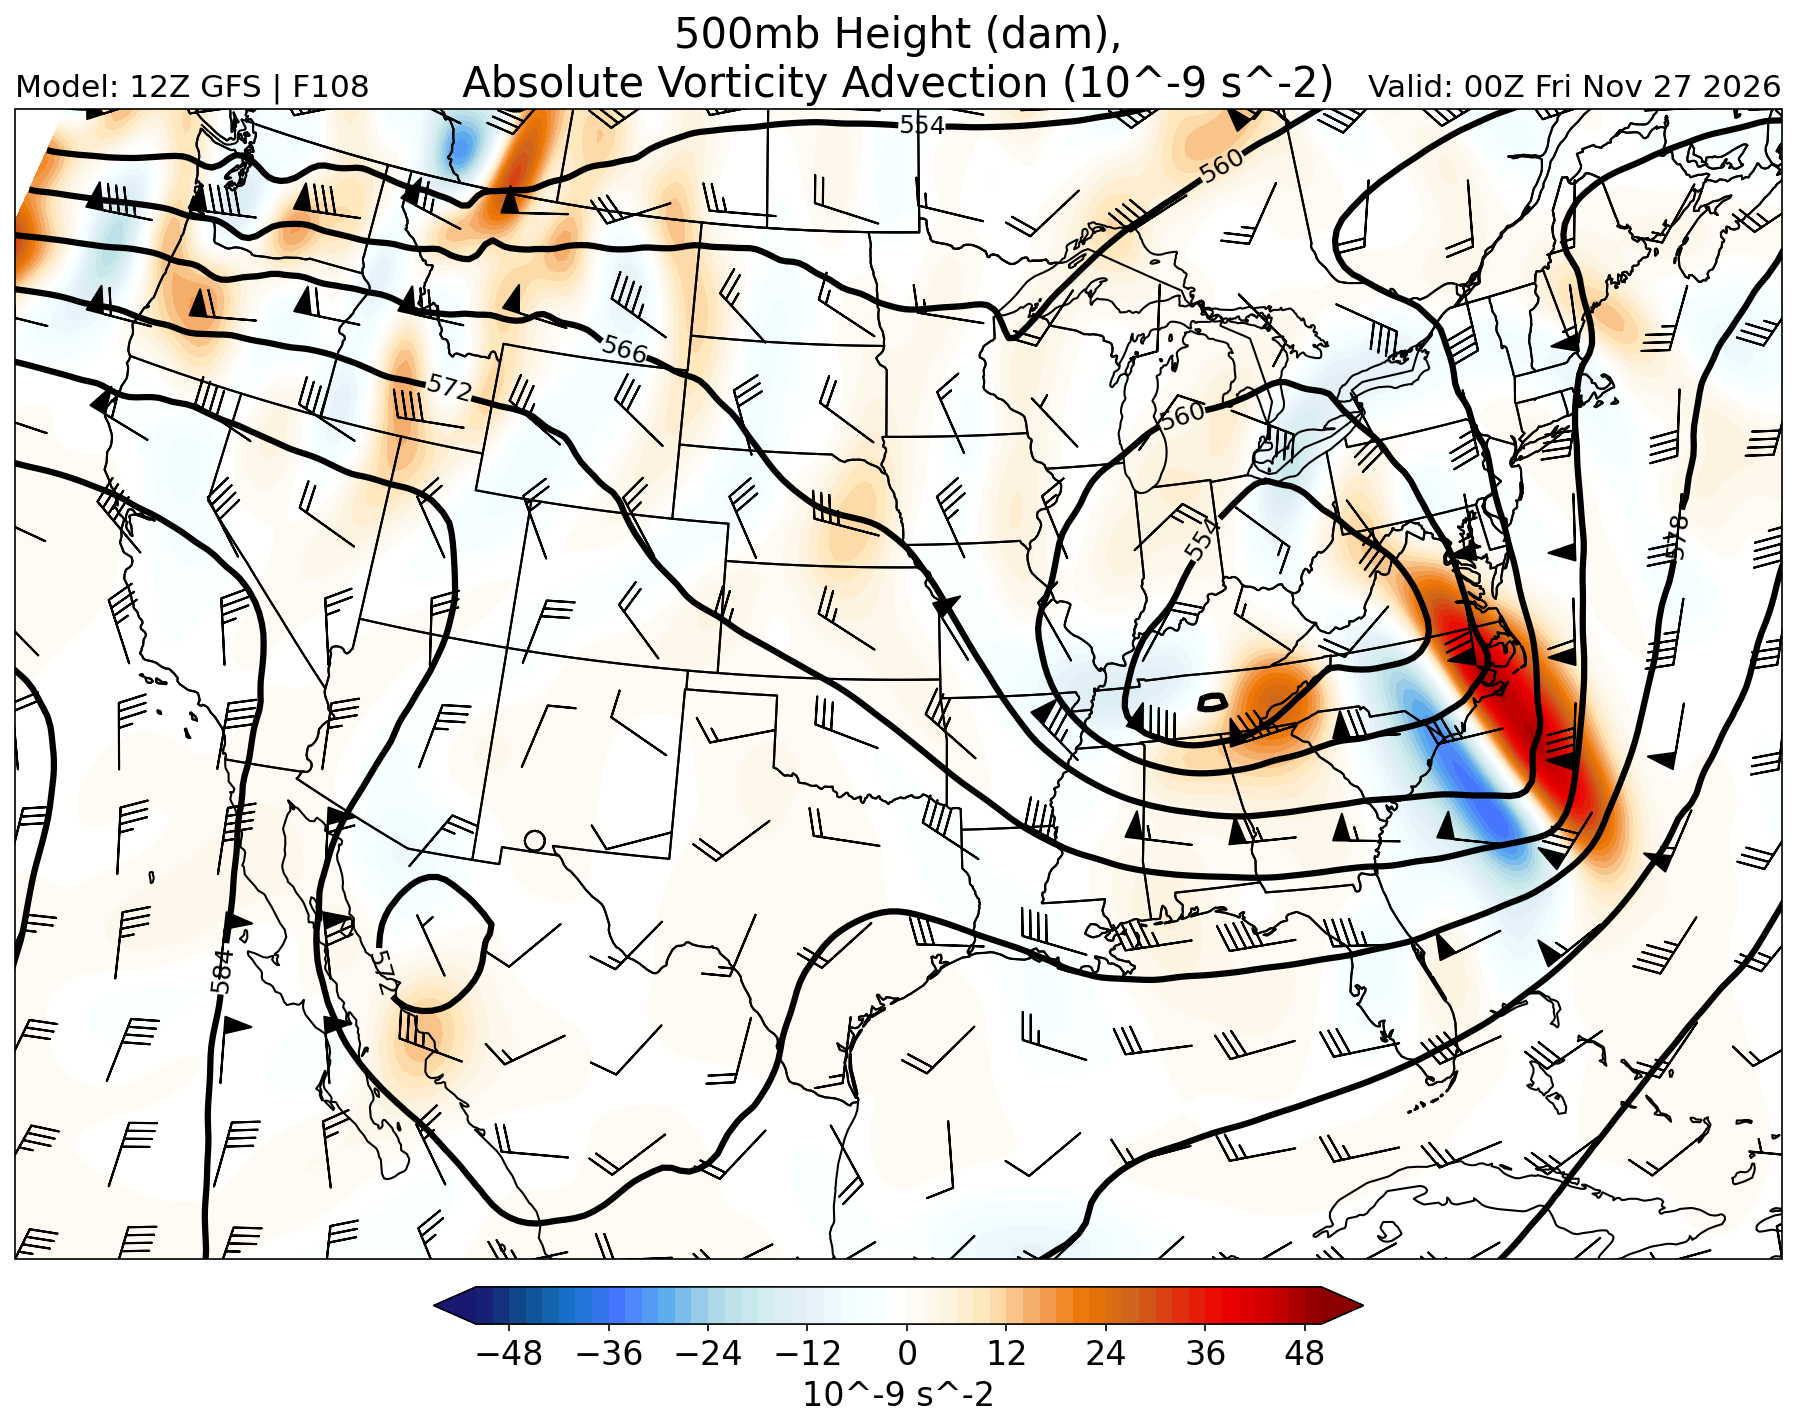 500mb Height (dam),
Model: 12Z GFS | F108
Absolute Vorticity Advection (10^-9 s^-2)
Valid: 00Z Fri Nov 27 2026
554
560
566
572
560
554
578
584
572
−48 −36 −24 −12 0 12 24 36 48
10^-9 s^-2